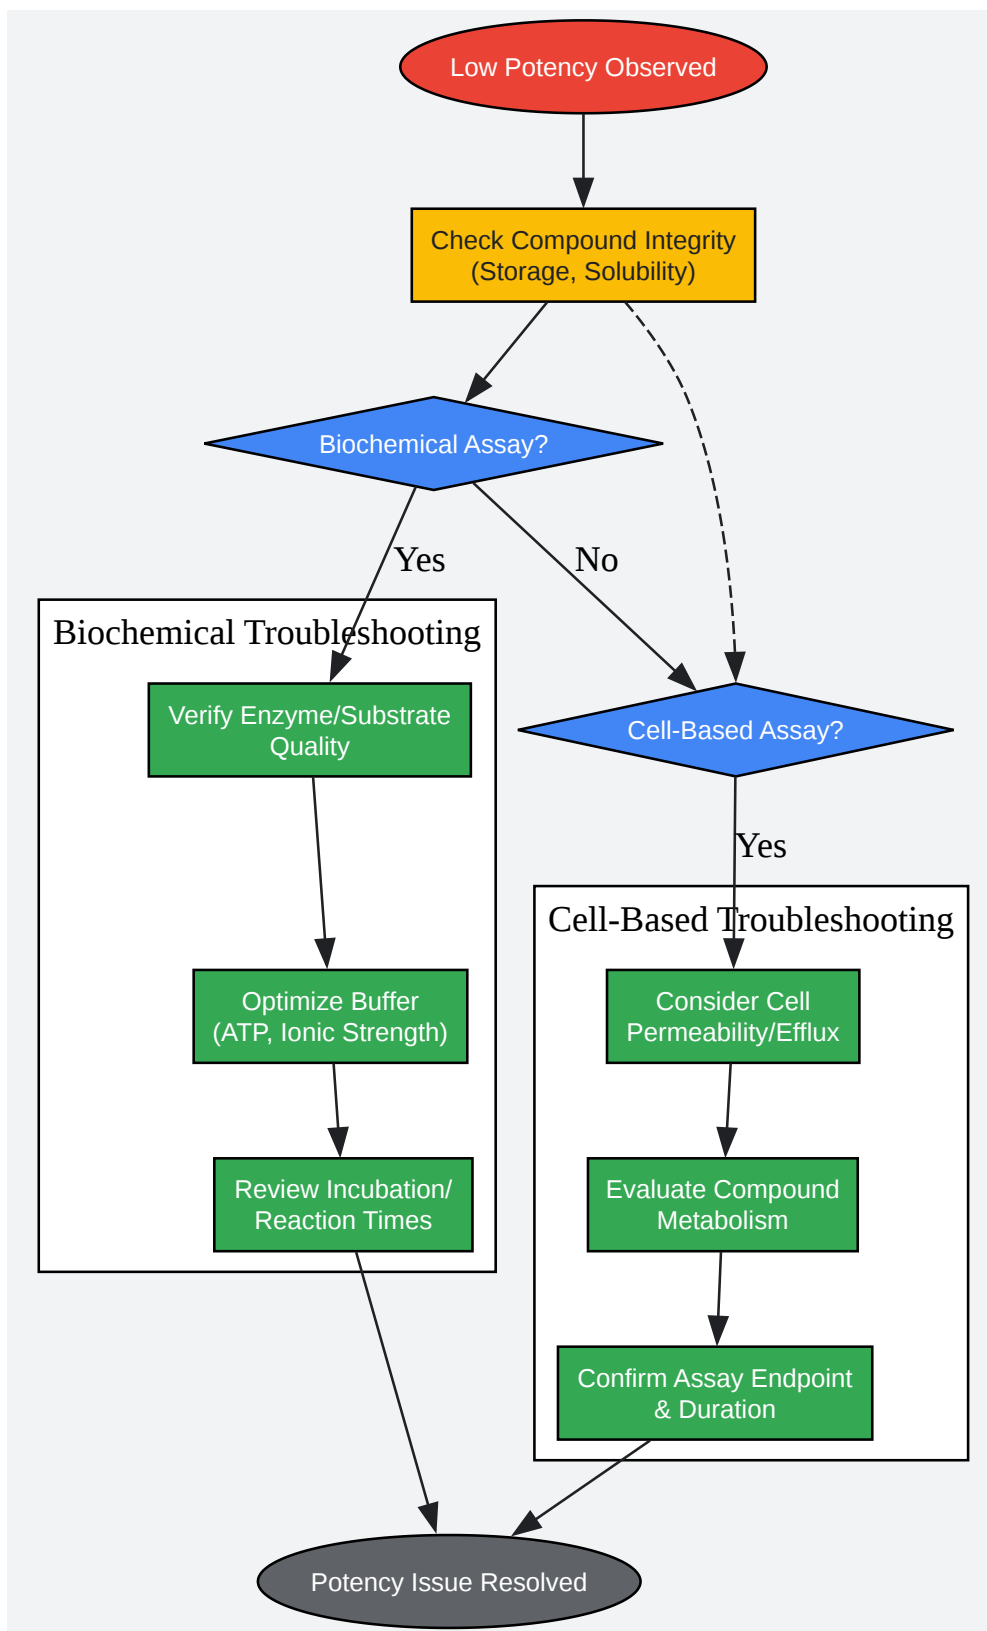 Low Potency Observed
Check Compound Integrity
(Storage, Solubility)
Biochemical Assay?
Yes
No
Biochemical Troubleshooting
Verify Enzyme/Substrate
Quality
Cell-Based Assay?
Yes
Cell-Based Troubleshooting
Optimize Buffer
(ATP, Ionic Strength)
Consider Cell
Permeability/Efflux
Review Incubation/
Reaction Times
Evaluate Compound
Metabolism
Confirm Assay Endpoint
& Duration
Potency Issue Resolved